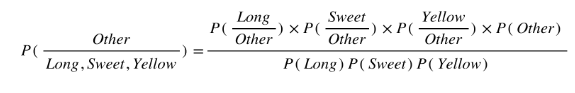 P( Other / Long, Sweet, Yellow ) = P( Long / Other ) × P( Sweet / Other ) × P( Yellow / Other ) × P( Other ) / P( Long ) P( Sweet ) P( Yellow )